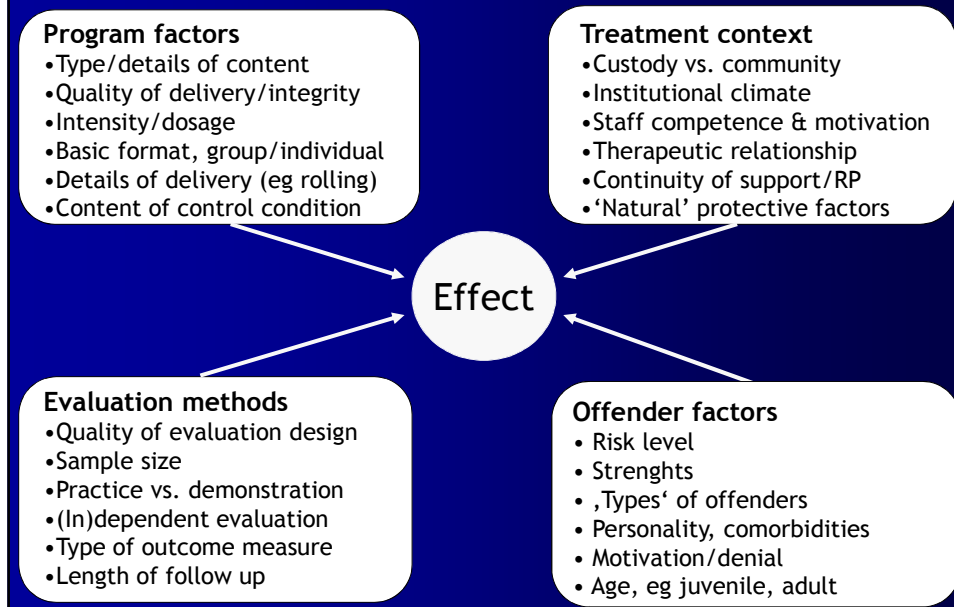 Program factors
•Type/details of content
•Quality of delivery/integrity
•Intensity/dosage
•Basic format, group/individual
•Details of delivery (eg rolling)
•Content of control condition
Treatment context
•Custody vs. community
•Institutional climate
•Staff competence & motivation
•Therapeutic relationship
•Continuity of support/RP
•‘Natural’ protective factors
Effect
Evaluation methods
•Quality of evaluation design
•Sample size
•Practice vs. demonstration
•(In)dependent evaluation
•Type of outcome measure
•Length of follow up
Offender factors
• Risk level
• Strenghts
• ‚Types‘ of offenders
• Personality, comorbidities
• Motivation/denial
• Age, eg juvenile, adult